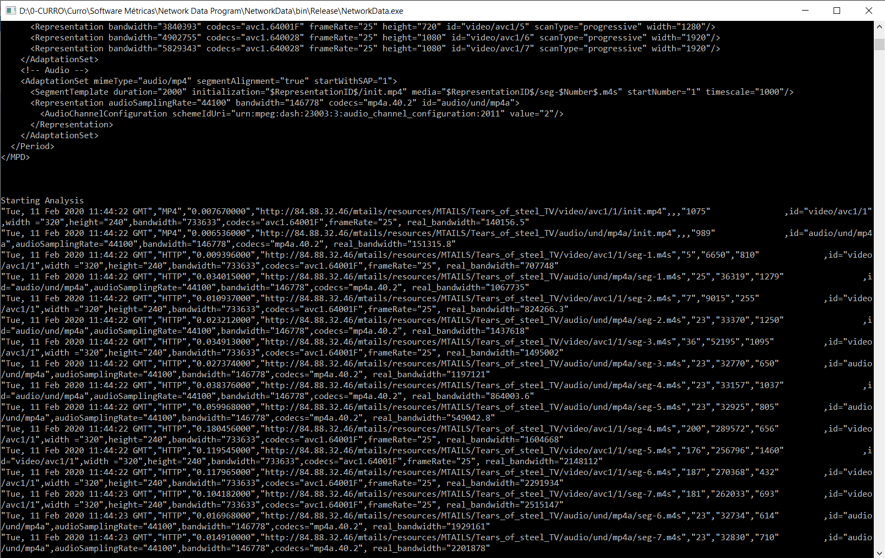 D:\0-CURRO\Curro\Software Métricas\Network Data Program\NetworkData\bin\Release\NetworkData.exe
<Representation bandwidth="3840393" codecs="avc1.64001F" frameRate="25" height="720" id="video/avc1/5" scanType="progressive" width="1280"/>
<Representation bandwidth="4902755" codecs="avc1.640028" frameRate="25" height="1080" id="video/avc1/6" scanType="progressive" width="1920"/>
<Representation bandwidth="5829343" codecs="avc1.640028" frameRate="25" height="1080" id="video/avc1/7" scanType="progressive" width="1920"/>
</AdaptationSet>
<!-- Audio -->
<AdaptationSet mimeType="audio/mp4" segmentAlignment="true" startWithSAP="1">
<SegmentTemplate duration="2000" initialization="$RepresentationID$/init.mp4" media="$RepresentationID$/seg-$Number$.m4s" startNumber="1" timescale="1000"/>
<Representation audioSamplingRate="44100" bandwidth="146778" codecs="mp4a.40.2" id="audio/und/mp4a">
<AudioChannelConfiguration schemeIdUri="urn:mpeg:dash:23003:3:audio_channel_configuration:2011" value="2"/>
</Representation>
</AdaptationSet>
</Period>
</MPD>
Starting Analysis
"Tue, 11 Feb 2020 11:44:22 GMT","MP4","0.007670000","http://84.88.32.46/mtails/resources/MTAILS/Tears_of_steel_TV/video/avc1/1/init.mp4",,,"1075" ,id="video/avc1/1"
,width ="320",height="240",bandwidth="733633",codecs="avc1.64001F",frameRate="25", real_bandwidth="140156.5"
"Tue, 11 Feb 2020 11:44:22 GMT","MP4","0.006536000","http://84.88.32.46/mtails/resources/MTAILS/Tears_of_steel_TV/audio/und/mp4a/init.mp4",,,"989" ,id="audio/und/mp4
a",audioSamplingRate="44100",bandwidth="146778",codecs="mp4a.40.2", real_bandwidth="151315.8"
"Tue, 11 Feb 2020 11:44:22 GMT","HTTP","0.009396000","http://84.88.32.46/mtails/resources/MTAILS/Tears_of_steel_TV/video/avc1/1/seg-1.m4s","5","6650","810" ,id="video
/avc1/1",width ="320",height="240",bandwidth="733633",codecs="avc1.64001F",frameRate="25", real_bandwidth="707748"
"Tue, 11 Feb 2020 11:44:22 GMT","HTTP","0.034015000","http://84.88.32.46/mtails/resources/MTAILS/Tears_of_steel_TV/audio/und/mp4a/seg-1.m4s","25","36319","1279" ,i
d="audio/und/mp4a",audioSamplingRate="44100",bandwidth="146778",codecs="mp4a.40.2", real_bandwidth="1067735"
"Tue, 11 Feb 2020 11:44:22 GMT","HTTP","0.010937000","http://84.88.32.46/mtails/resources/MTAILS/Tears_of_steel_TV/video/avc1/1/seg-2.m4s","7","9015","255" ,id="video
/avc1/1",width ="320",height="240",bandwidth="733633",codecs="avc1.64001F",frameRate="25", real_bandwidth="824266.3"
"Tue, 11 Feb 2020 11:44:22 GMT","HTTP","0.023212000","http://84.88.32.46/mtails/resources/MTAILS/Tears_of_steel_TV/audio/und/mp4a/seg-2.m4s","23","33370","1250" ,i
d="audio/und/mp4a",audioSamplingRate="44100",bandwidth="146778",codecs="mp4a.40.2", real_bandwidth="1437618"
"Tue, 11 Feb 2020 11:44:22 GMT","HTTP","0.034913000","http://84.88.32.46/mtails/resources/MTAILS/Tears_of_steel_TV/video/avc1/1/seg-3.m4s","36","52195","1095" ,id="video
/avc1/1",width ="320",height="240",bandwidth="733633",codecs="avc1.64001F",frameRate="25", real_bandwidth="1495002"
"Tue, 11 Feb 2020 11:44:22 GMT","HTTP","0.027374000","http://84.88.32.46/mtails/resources/MTAILS/Tears_of_steel_TV/audio/und/mp4a/seg-3.m4s","23","32770","650" ,id="audio
/und/mp4a",audioSamplingRate="44100",bandwidth="146778",codecs="mp4a.40.2", real_bandwidth="1197121"
"Tue, 11 Feb 2020 11:44:22 GMT","HTTP","0.038376000","http://84.88.32.46/mtails/resources/MTAILS/Tears_of_steel_TV/audio/und/mp4a/seg-4.m4s","23","33157","1037" ,i
d="audio/und/mp4a",audioSamplingRate="44100",bandwidth="146778",codecs="mp4a.40.2", real_bandwidth="864003.6"
"Tue, 11 Feb 2020 11:44:22 GMT","HTTP","0.059968000","http://84.88.32.46/mtails/resources/MTAILS/Tears_of_steel_TV/audio/und/mp4a/seg-5.m4s","23","32925","805" ,id="audio
/und/mp4a",audioSamplingRate="44100",bandwidth="146778",codecs="mp4a.40.2", real_bandwidth="549042.8"
"Tue, 11 Feb 2020 11:44:22 GMT","HTTP","0.180456000","http://84.88.32.46/mtails/resources/MTAILS/Tears_of_steel_TV/video/avc1/1/seg-4.m4s","200","289572","656" ,id="video
/avc1/1",width ="320",height="240",bandwidth="733633",codecs="avc1.64001F",frameRate="25", real_bandwidth="1604668"
"Tue, 11 Feb 2020 11:44:22 GMT","HTTP","0.119545000","http://84.88.32.46/mtails/resources/MTAILS/Tears_of_steel_TV/video/avc1/1/seg-5.m4s","176","256796","1460" ,i
d="video/avc1/1",width ="320",height="240",bandwidth="733633",codecs="avc1.64001F",frameRate="25", real_bandwidth="2148112"
"Tue, 11 Feb 2020 11:44:22 GMT","HTTP","0.117965000","http://84.88.32.46/mtails/resources/MTAILS/Tears_of_steel_TV/video/avc1/1/seg-6.m4s","187","270368","432" ,id="video
/avc1/1",width ="320",height="240",bandwidth="733633",codecs="avc1.64001F",frameRate="25", real_bandwidth="2291934"
"Tue, 11 Feb 2020 11:44:23 GMT","HTTP","0.104182000","http://84.88.32.46/mtails/resources/MTAILS/Tears_of_steel_TV/video/avc1/1/seg-7.m4s","181","262033","693" ,id="video
/avc1/1",width ="320",height="240",bandwidth="733633",codecs="avc1.64001F",frameRate="25", real_bandwidth="2515147"
"Tue, 11 Feb 2020 11:44:23 GMT","HTTP","0.016968000","http://84.88.32.46/mtails/resources/MTAILS/Tears_of_steel_TV/audio/und/mp4a/seg-6.m4s","23","32734","614" ,id="audio
/und/mp4a",audioSamplingRate="44100",bandwidth="146778",codecs="mp4a.40.2", real_bandwidth="1929161"
"Tue, 11 Feb 2020 11:44:23 GMT","HTTP","0.014910000","http://84.88.32.46/mtails/resources/MTAILS/Tears_of_steel_TV/audio/und/mp4a/seg-7.m4s","23","32830","710" ,id="audio
/und/mp4a",audioSamplingRate="44100",bandwidth="146778",codecs="mp4a.40.2", real_bandwidth="2201878"